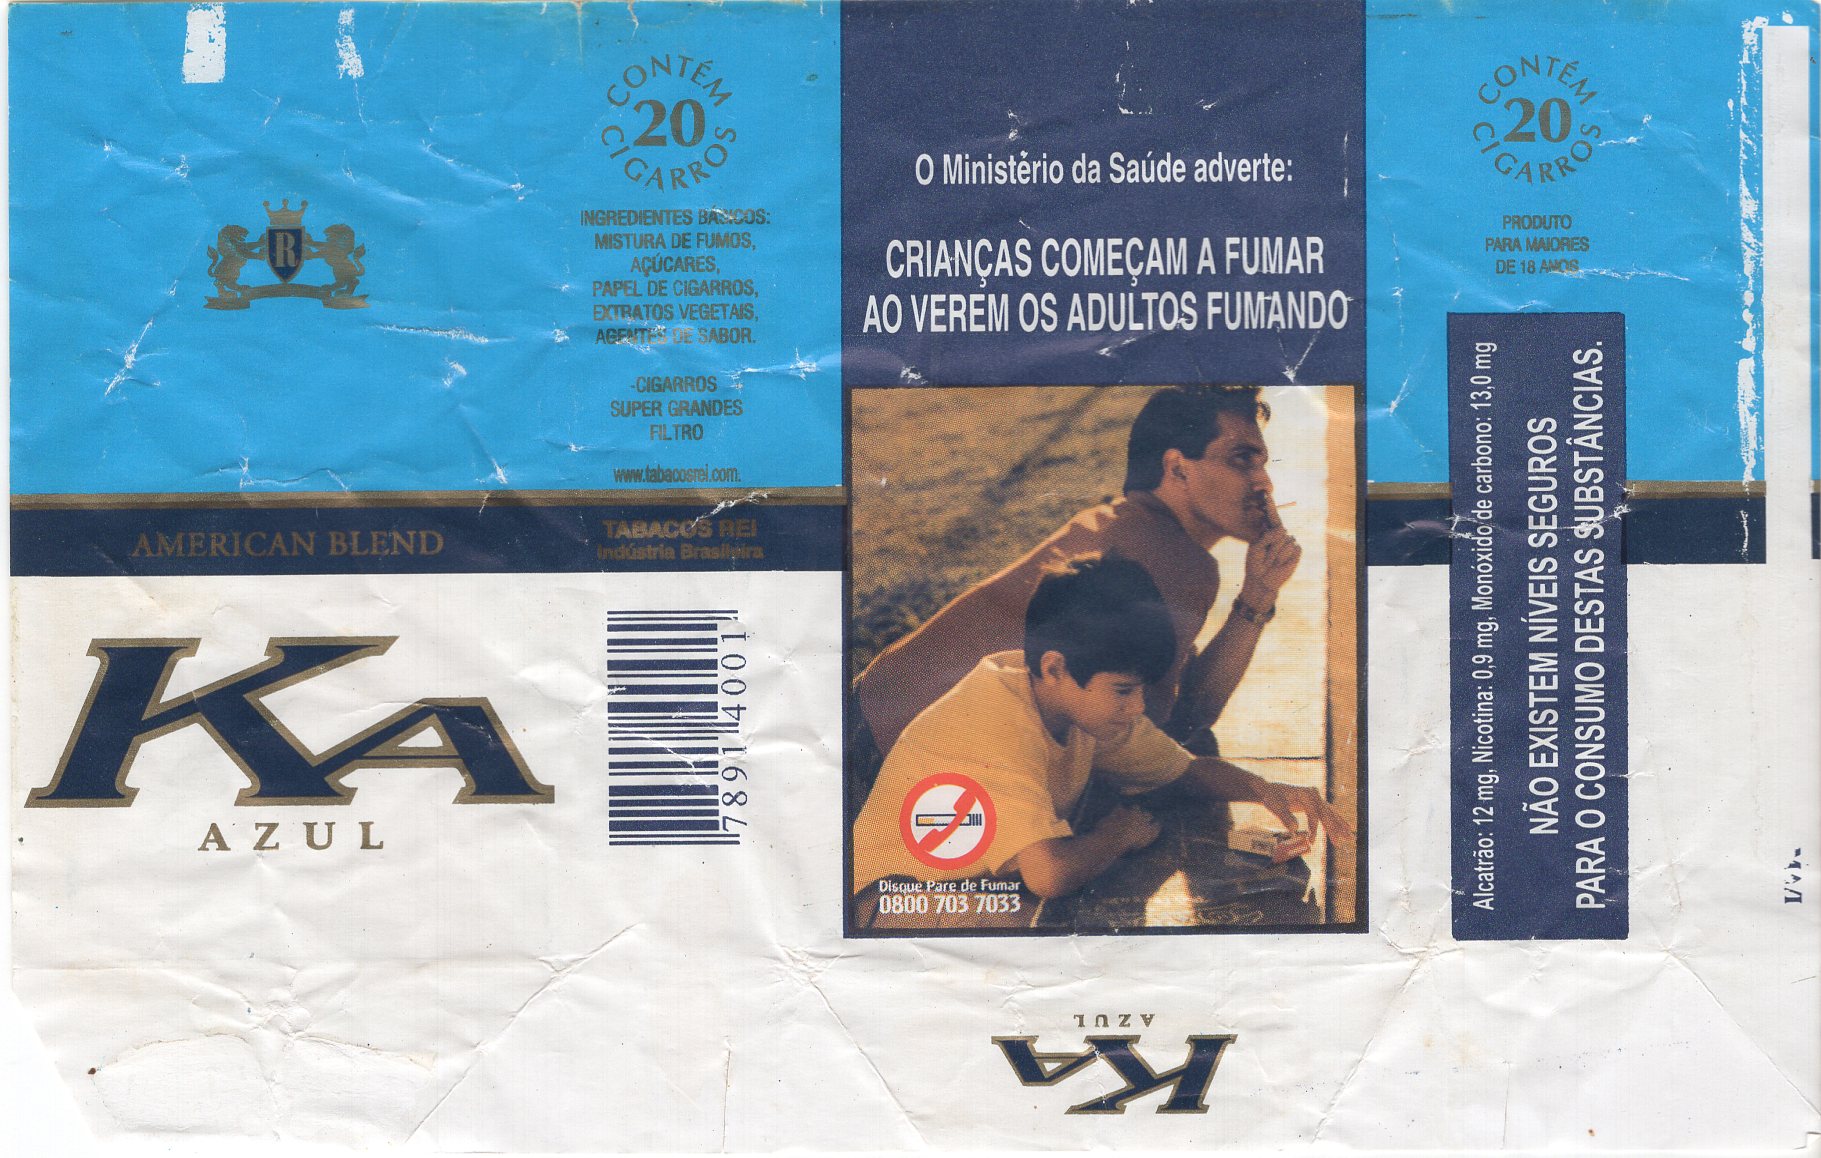 R
AMERICAN BLEND
KA
AZUL
CONTÉM
20
CIGARROS
INGREDIENTES BÁSICOS:
MISTURA DE FUMOS,
AÇÚCARES,
PAPEL DE CIGARROS,
EXTRATOS VEGETAIS,
AGENTES DE SABOR.
-CIGARROS
SUPER GRANDES
FILTRO
www.tabacosrei.com.
TABACOS REI
Indústria Brasileira
78914001
O Ministério da Saúde adverte:
CRIANÇAS COMEÇAM A FUMAR
AO VEREM OS ADULTOS FUMANDO
Disque Pare de Fumar
0800 703 7033
KA
AZUL
CONTÉM
20
CIGARROS
PRODUTO
PARA MAIORES
DE 18 ANOS
Alcatrão: 12 mg, Nicotina: 0,9 mg, Monóxido de carbono: 13,0 mg
NÃO EXISTEM NÍVEIS SEGUROS
PARA O CONSUMO DESTAS SUBSTÂNCIAS.